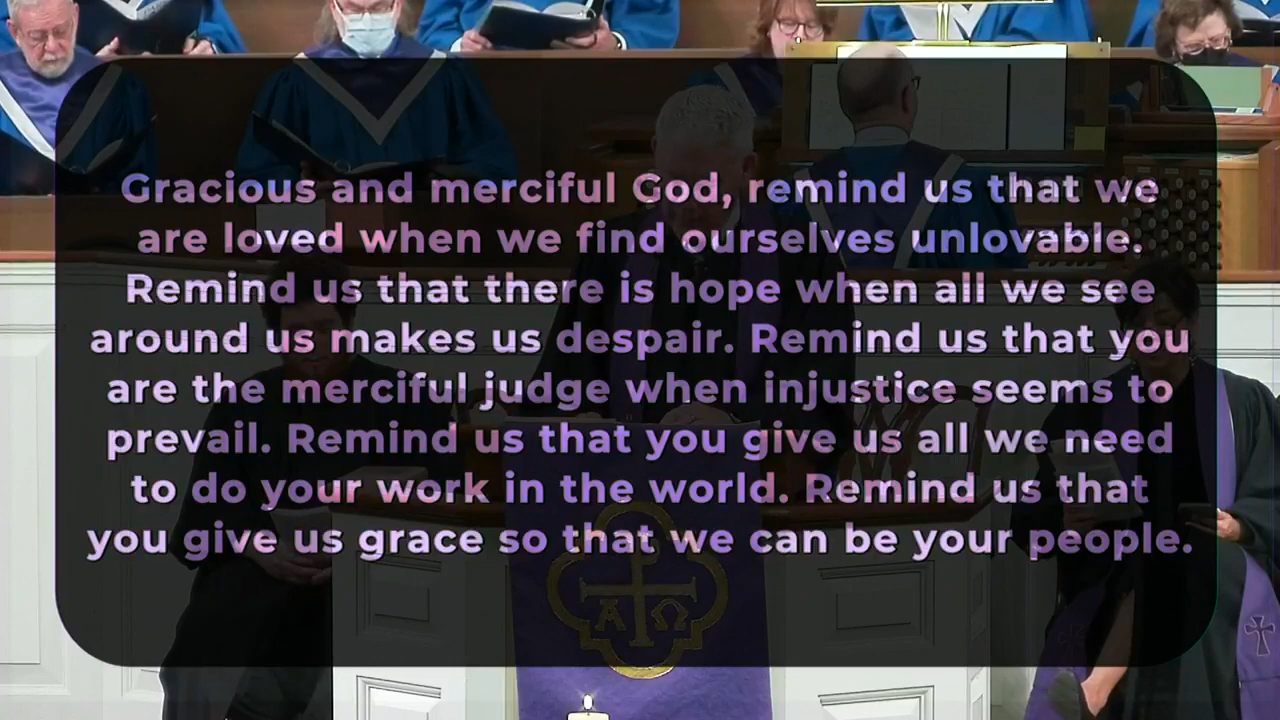 Gracious and merciful God, remind us that we
are loved when we find ourselves unlovable.
Remind us that there is hope when all we see
around us makes us despair. Remind us that you
are the merciful judge when injustice seems to
prevail. Remind us that you give us all we need
to do your work in the world. Remind us that
you give us grace so that we can be your people.
Α Ω